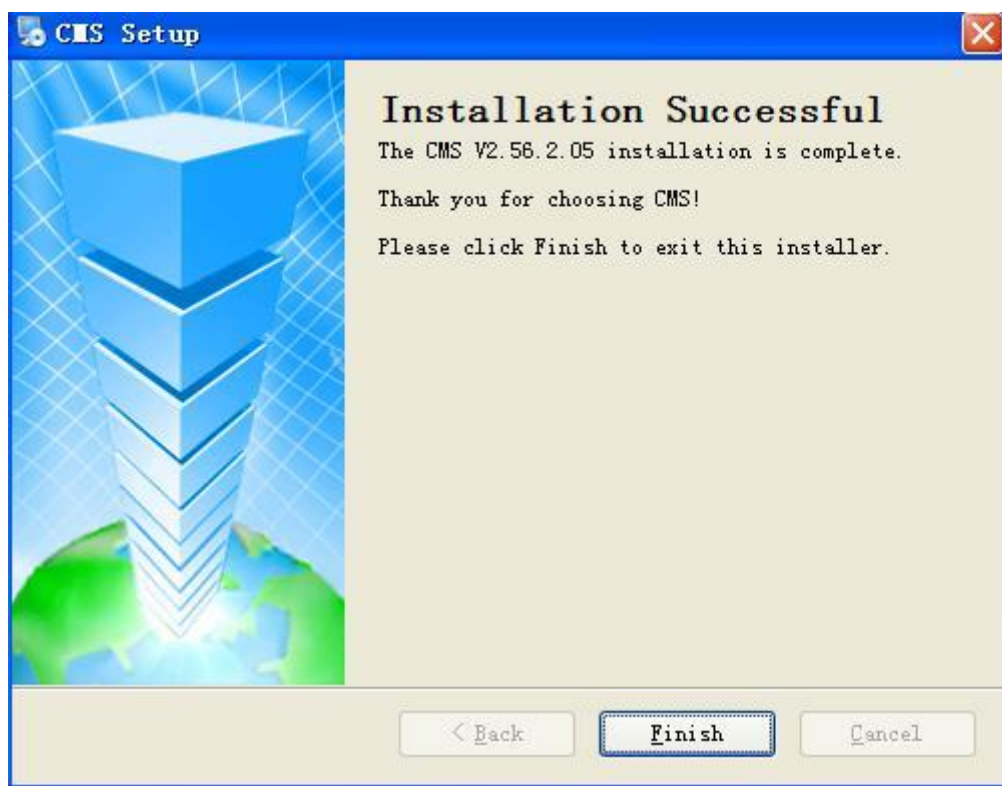 CMS Setup
Installation Successful
The CMS V2.56.2.05 installation is complete.
Thank you for choosing CMS!
Please click Finish to exit this installer.
< Back
Finish
Cancel